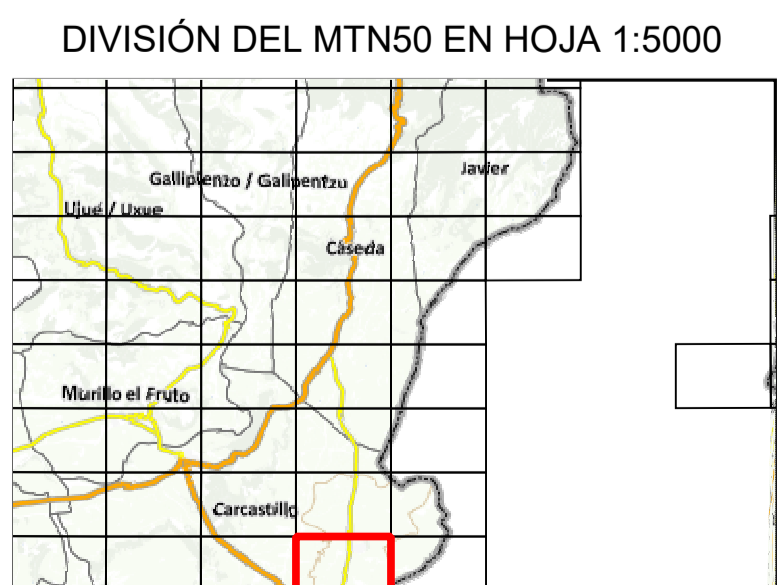 DIVISIÓN DEL MTN50 EN HOJA 1:5000
Javier
Gallipienzo / Galipentzu
Ujué / Uxue
Cáseda
Murillo el Fruto
Carcastillo